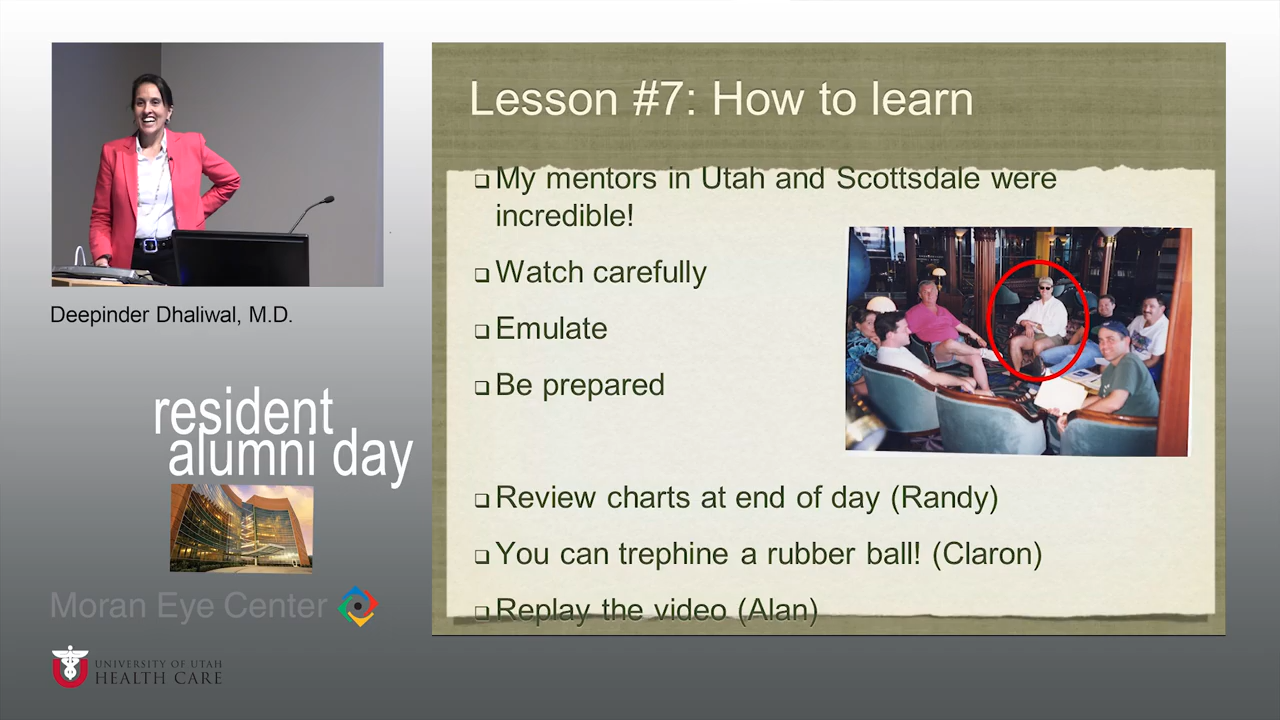 Lesson #7: How to learn
My mentors in Utah and Scottsdale were
incredible!
Watch carefully
Emulate
Be prepared
Review charts at end of day (Randy)
You can trephine a rubber ball! (Claron)
Replay the video (Alan)
Deepinder Dhaliwal, M.D.
resident
alumni day
Moran Eye Center
UNIVERSITY OF UTAH
HEALTH CARE